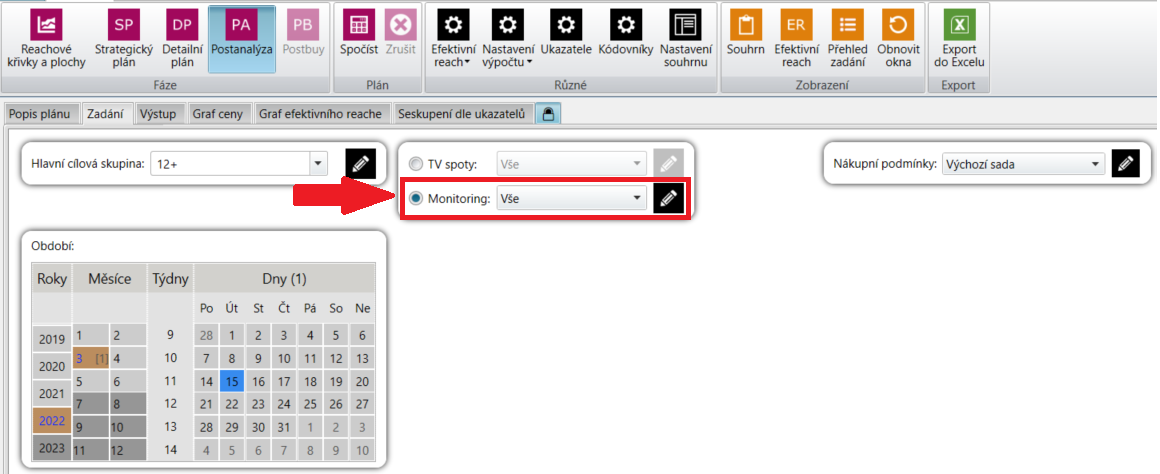 SP DP PA PB ER
Reachové křivky a plochy
Strategický plán
Detailní plán
Postanalýza
Postbuy
Spočíst
Zrušit
Efektivní reach
Nastavení výpočtu
Ukazatele
Kódovníky
Nastavení souhrnu
Souhrn
Efektivní reach
Přehled zadání
Obnovit okna
Export do Excelu
Fáze Plán Různé Zobrazení Export
Popis plánu Zadání Výstup Graf ceny Graf efektivního reache Seskupení dle ukazatelů
Hlavní cílová skupina: 12+
TV spoty: Vše
Nákupní podmínky: Výchozí sada
Monitoring: Vše
Období:
Roky Měsíce Týdny Dny (1)
Po Út St Čt Pá So Ne
2019 1 2 9 28 1 2 3 4 5 6
2020 3 [1] 4 10 7 8 9 10 11 12 13
2021 5 6 11 14 15 16 17 18 19 20
2022 7 8 12 21 22 23 24 25 26 27
9 10 13 28 29 30 31 1 2 3
2023 11 12 14 4 5 6 7 8 9 10